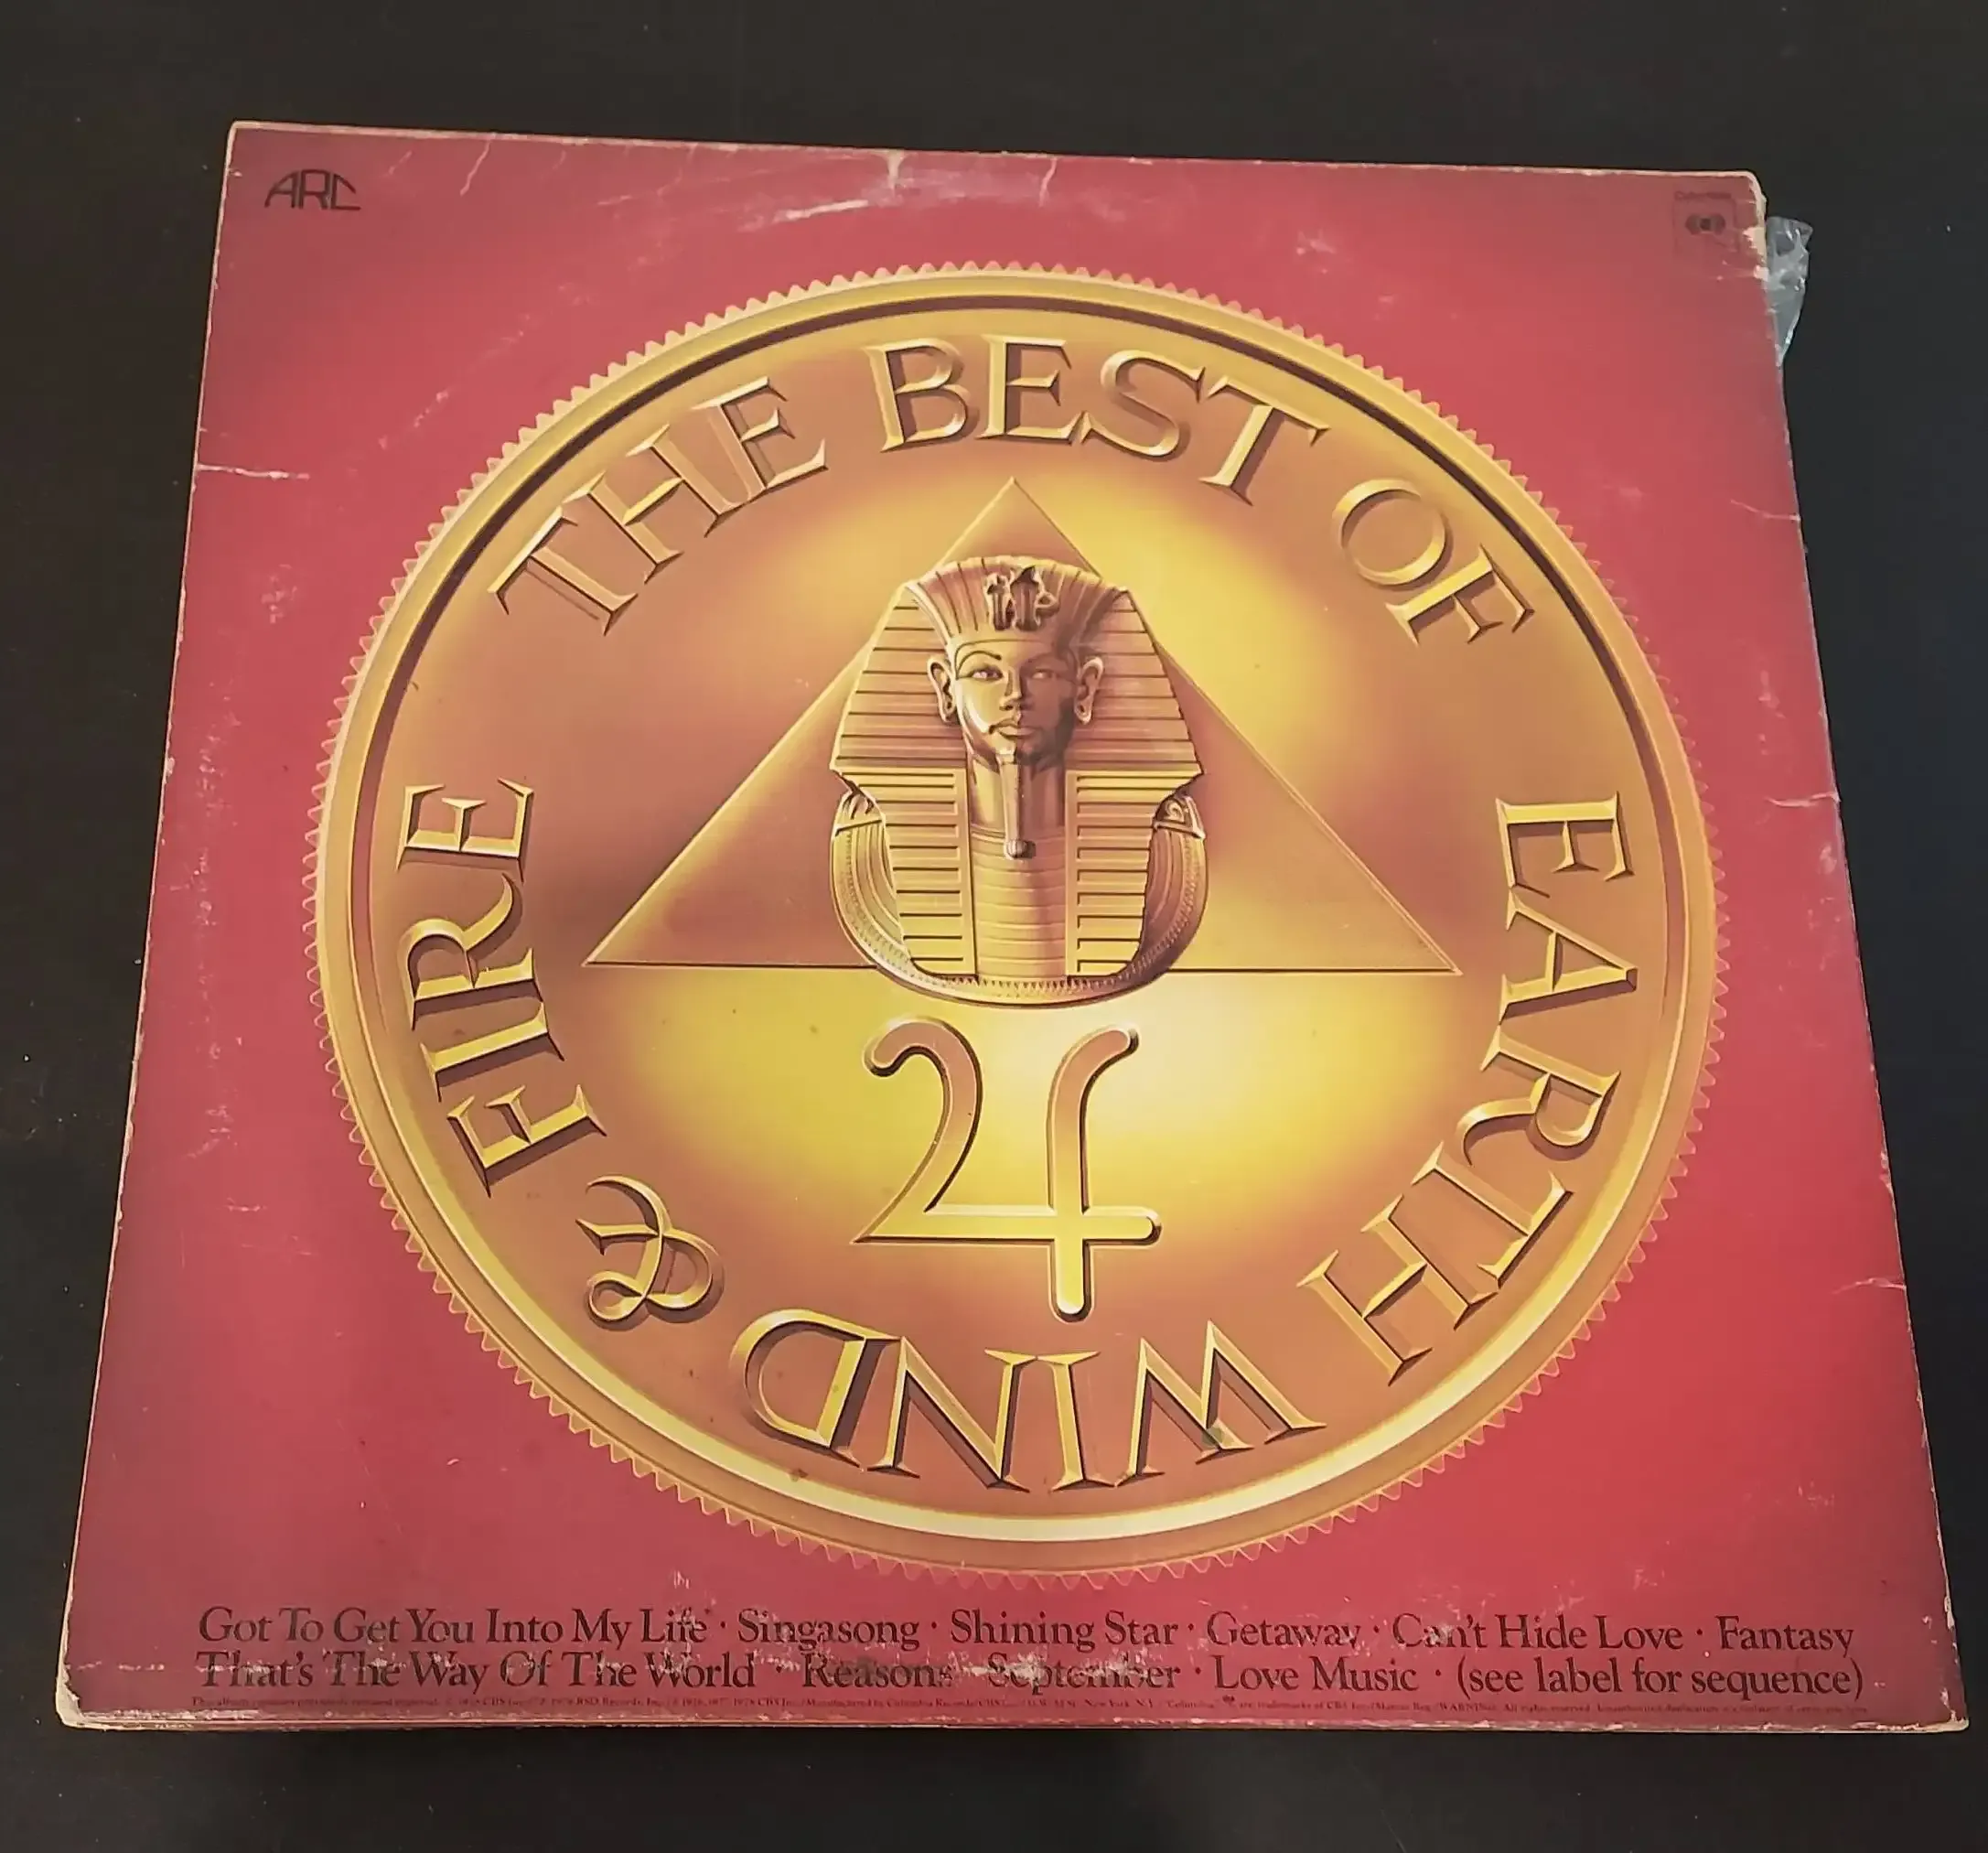 ARC
Columbia
THE BEST OF
EARTH WIND & FIRE
Got To Get You Into My Life · Singasong · Shining Star · Getaway · Can't Hide Love · Fantasy
That's The Way Of The World · Reasons · September · Love Music · (see label for sequence)